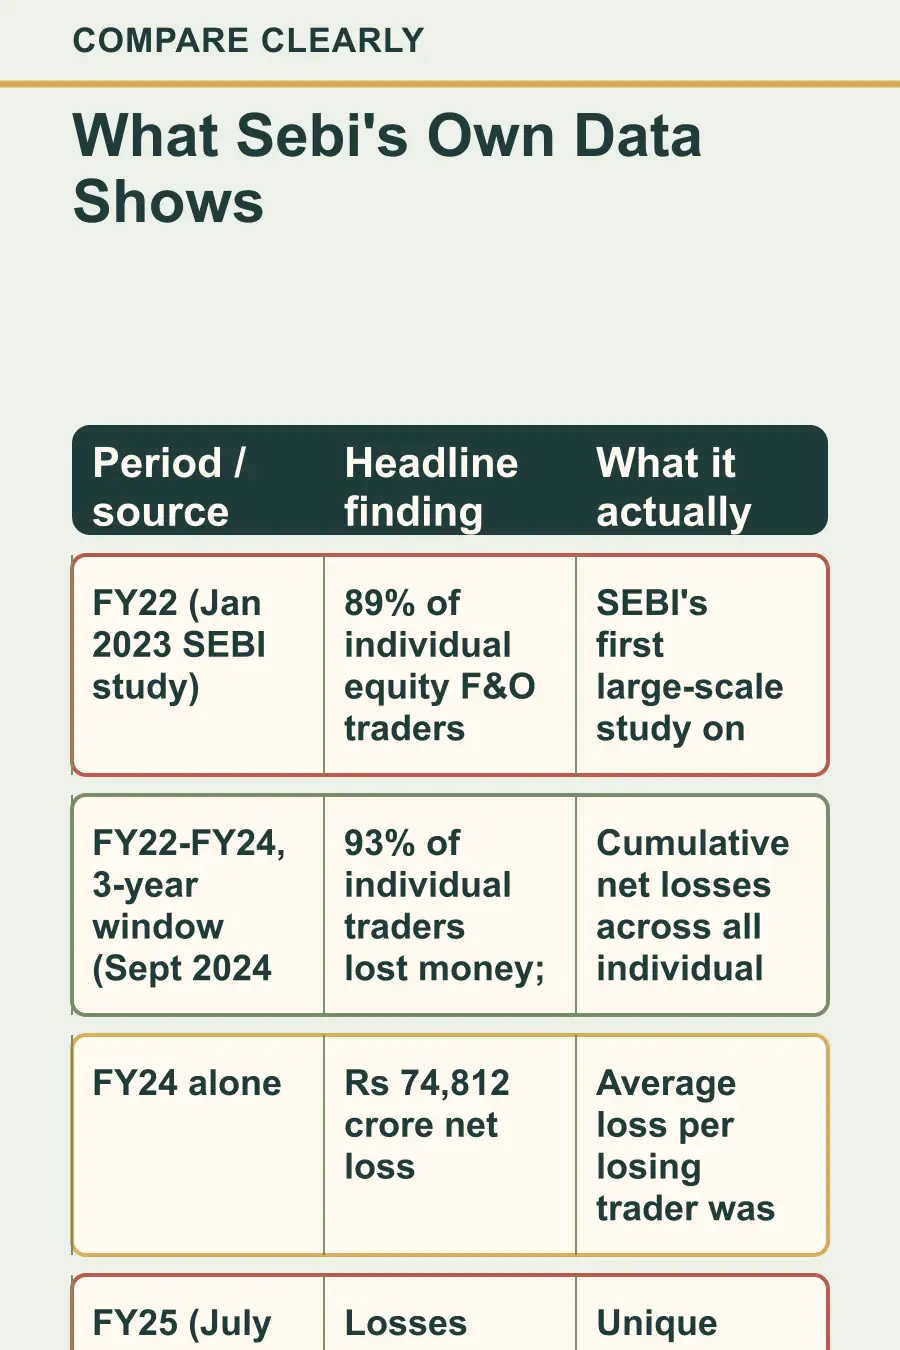 COMPARE CLEARLY
What Sebi's Own Data
Shows
Period /
source
Headline
finding
What it
actually
FY22 (Jan
2023 SEBI
study)
89% of
individual
equity F&O
traders
SEBI's
first
large-scale
study on
FY22-FY24,
3-year
window
(Sept 2024
93% of
individual
traders
lost money;
Cumulative
net losses
across all
individual
FY24 alone
Rs 74,812
crore net
loss
Average
loss per
losing
trader was
FY25 (July
Losses
Unique